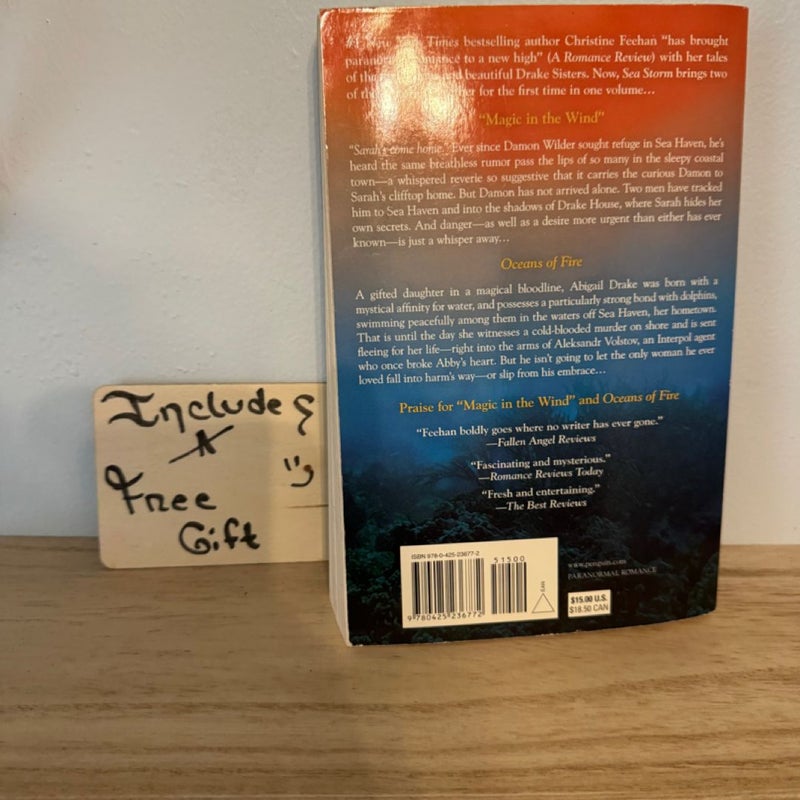 #1 New York Times bestselling author Christine Feehan "has brought
paranormal romance to a new high" (A Romance Review) with her tales
of the and beautiful Drake Sisters. Now, Sea Storm brings two
of the for the first time in one volume...
"Magic in the Wind"
"Sarah's come home." Ever since Damon Wilder sought refuge in Sea Haven, he's
heard the same breathless rumor pass the lips of so many in the sleepy coastal
town—a whispered reverie so suggestive that it carries the curious Damon to
Sarah's clifftop home. But Damon has not arrived alone. Two men have tracked
him to Sea Haven and into the shadows of Drake House, where Sarah hides her
own secrets. And danger—as well as a desire more urgent than either has ever
known—is just a whisper away...
Oceans of Fire
A gifted daughter in a magical bloodline, Abigail Drake was born with a
mystical affinity for water, and possesses a particularly strong bond with dolphins,
swimming peacefully among them in the waters off Sea Haven, her hometown.
That is until the day she witnesses a cold-blooded murder on shore and is sent
fleeing for her life—right into the arms of Aleksandr Volstov, an Interpol agent
who once broke Abby's heart. But he isn't going to let the only woman he ever
loved fall into harm's way—or slip from his embrace...
Praise for "Magic in the Wind" and Oceans of Fire
"Feehan boldly goes where no writer has ever gone."
—Fallen Angel Reviews
"Fascinating and mysterious."
—Romance Reviews Today
"Fresh and entertaining."
—The Best Reviews
ISBN 978-0-425-23677-2
51500
EAN
9 780425 236772
www.penguin.com
PARANORMAL ROMANCE
$15.00 U.S.
$18.50 CAN
Includes
A
Free
Gift